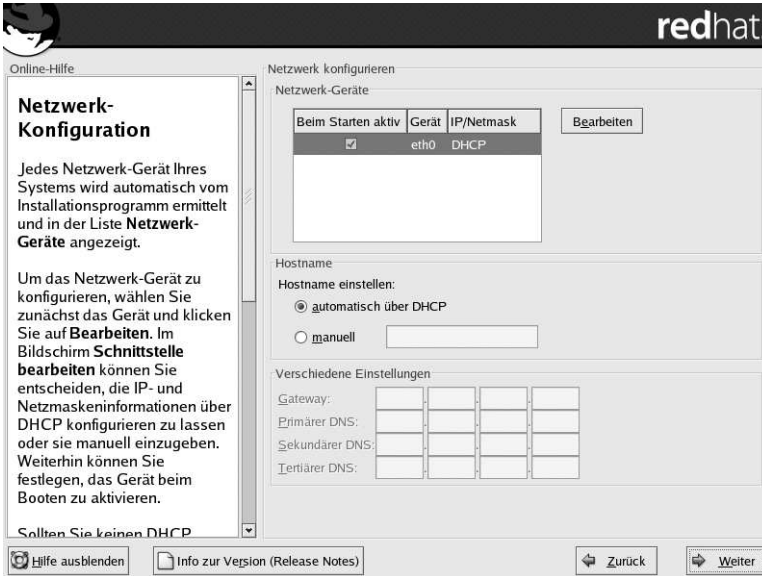 redhat.
Online-Hilfe
Netzwerk-
Konfiguration
Jedes Netzwerk-Gerät Ihres
Systems wird automatisch vom
Installationsprogramm ermittelt
und in der Liste Netzwerk-
Geräte angezeigt.
Um das Netzwerk-Gerät zu
konfigurieren, wählen Sie
zunächst das Gerät und klicken
Sie auf Bearbeiten. Im
Bildschirm Schnittstelle
bearbeiten können Sie
entscheiden, die IP- und
Netzmaskeninformationen über
DHCP konfigurieren zu lassen
oder sie manuell einzugeben.
Weiterhin können Sie
festlegen, das Gerät beim
Booten zu aktivieren.
Sollten Sie keinen DHCP
Netzwerk konfigurieren
Netzwerk-Geräte
Beim Starten aktiv Gerät IP/Netmask
eth0 DHCP
Bearbeiten
Hostname
Hostname einstellen:
automatisch über DHCP
manuell
Verschiedene Einstellungen
Gateway: . . .
Primärer DNS: . . .
Sekundärer DNS: . . .
Tertiärer DNS: . . .
Hilfe ausblenden
Info zur Version (Release Notes)
Zurück
Weiter